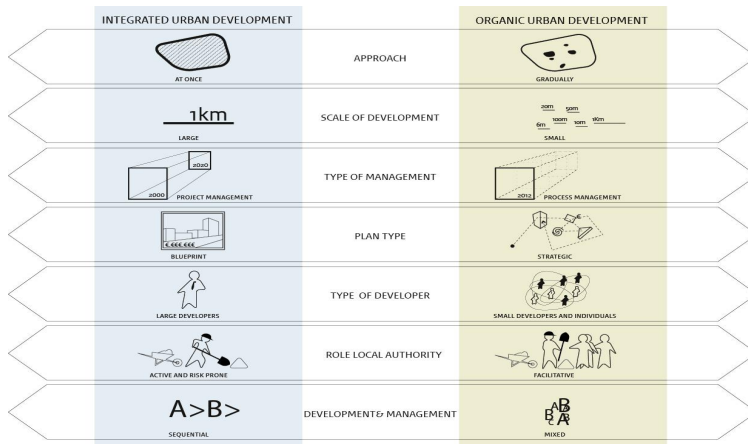 INTEGRATED URBAN DEVELOPMENT
ORGANIC URBAN DEVELOPMENT
AT ONCE
APPROACH
GRADUALLY
1km
LARGE
SCALE OF DEVELOPMENT
20m 50m
6m 100m 10m 1Km
SMALL
2020
2000
PROJECT MANAGEMENT
TYPE OF MANAGEMENT
2012
PROCESS MANAGEMENT
€.€€€.€€€
BLUEPRINT
PLAN TYPE
€
STRATEGIC
LARGE DEVELOPERS
TYPE OF DEVELOPER
SMALL DEVELOPERS AND INDIVIDUALS
ACTIVE AND RISK PRONE
ROLE LOCAL AUTHORITY
FACILITATIVE
A>B>
SEQUENTIAL
DEVELOPMENT& MANAGEMENT
A B A
B A B
C
MIXED